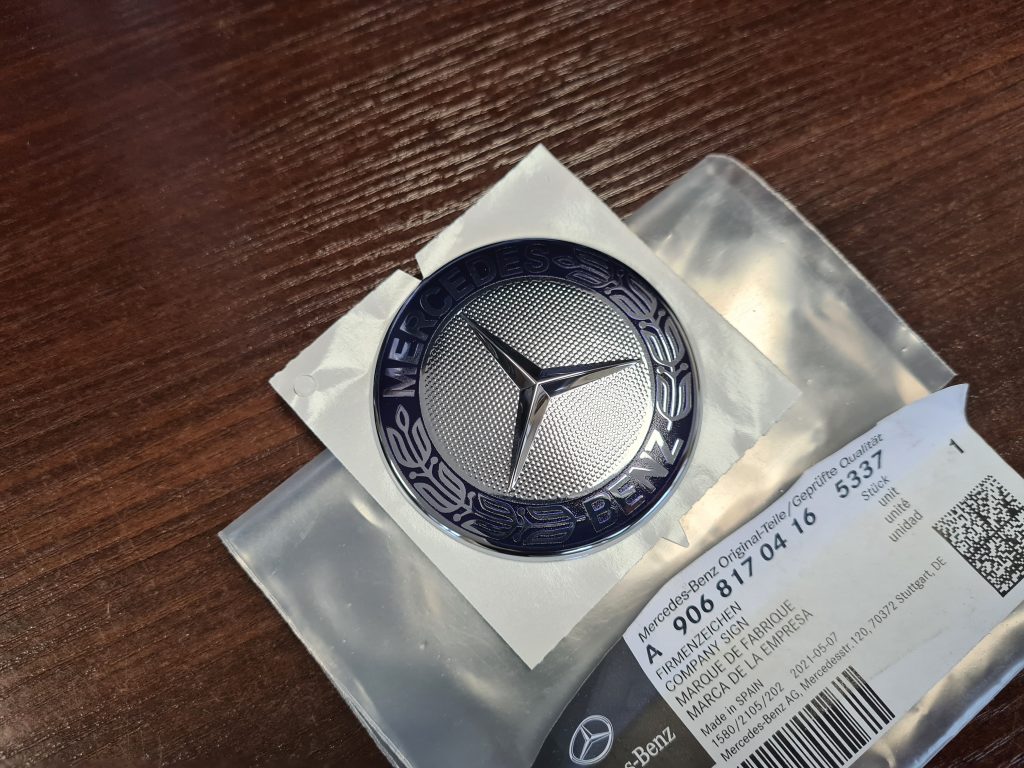 MERCEDES
BENZ
Mercedes-Benz Original-Teile/Geprüfte Qualität
A 906 817 04 16 5337
FIRMENZEICHEN
COMPANY SIGN
MARQUE DE FABRIQUE
MARCA DE LA EMPRESA
Stück 1
unit
unité
unidad
Made in SPAIN
1580/2105/202 2021-05-07
Mercedes-Benz AG, Mercedesstr. 120, 70372 Stuttgart, DE
s-Benz